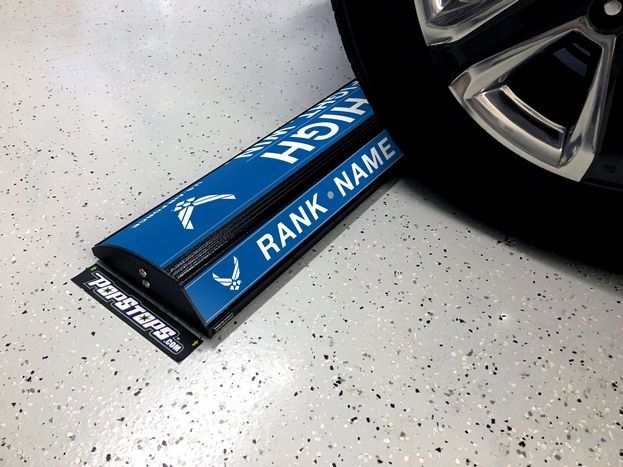 HIGH
RANK • NAME
POPSTOPS
.COM